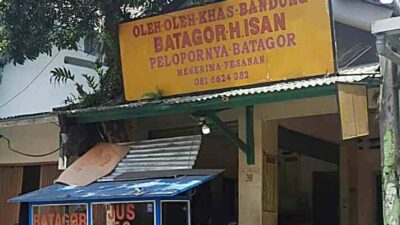 OLEH-OLEH-KHAS-BANDUNG
BATAGOR-H.ISAN
PELOPORNYA-BATAGOR
MENERIMA-PESANAN.
081 6624 382
BATAGOR
JUS